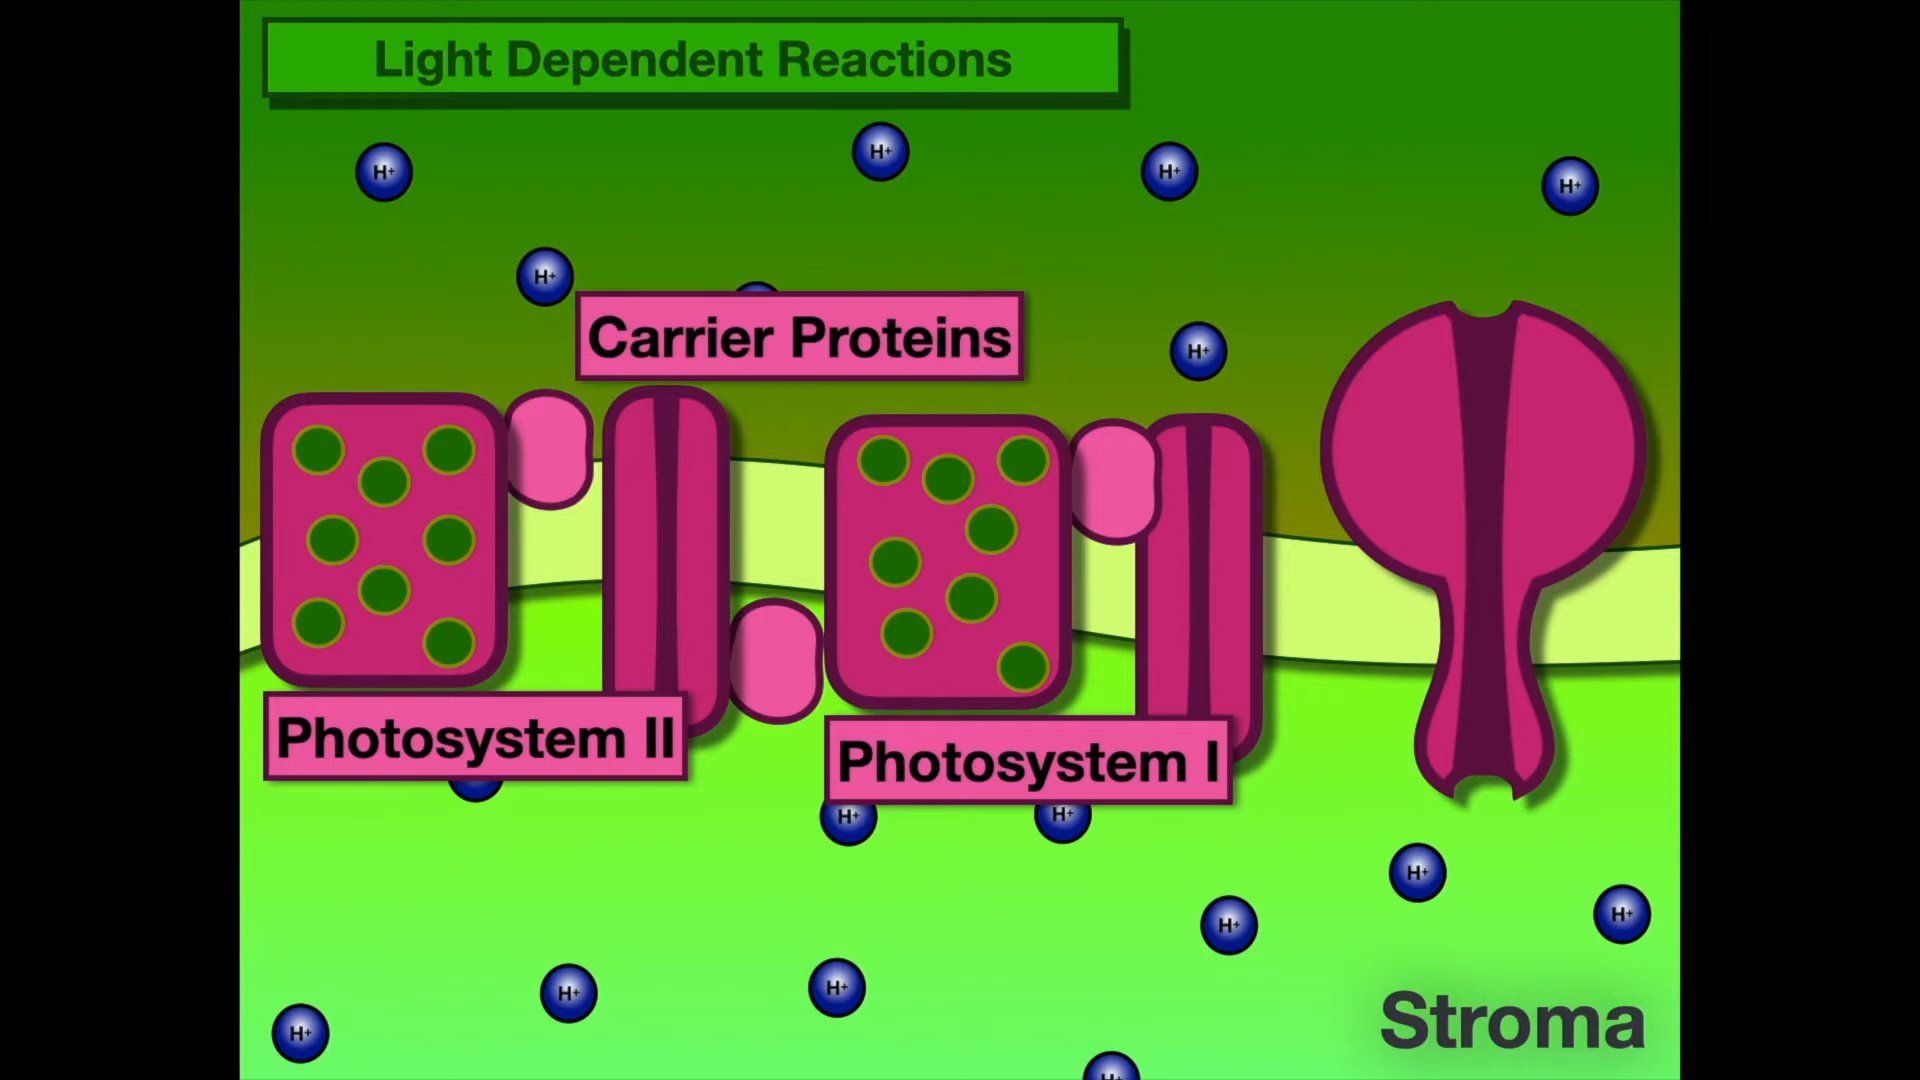 Light Dependent Reactions
H+
H+
H+
H+
H+
Carrier Proteins
H+
Photosystem II
Photosystem I
H+
H+
H+
H+
H+
H+
H+
H+
Stroma
H+